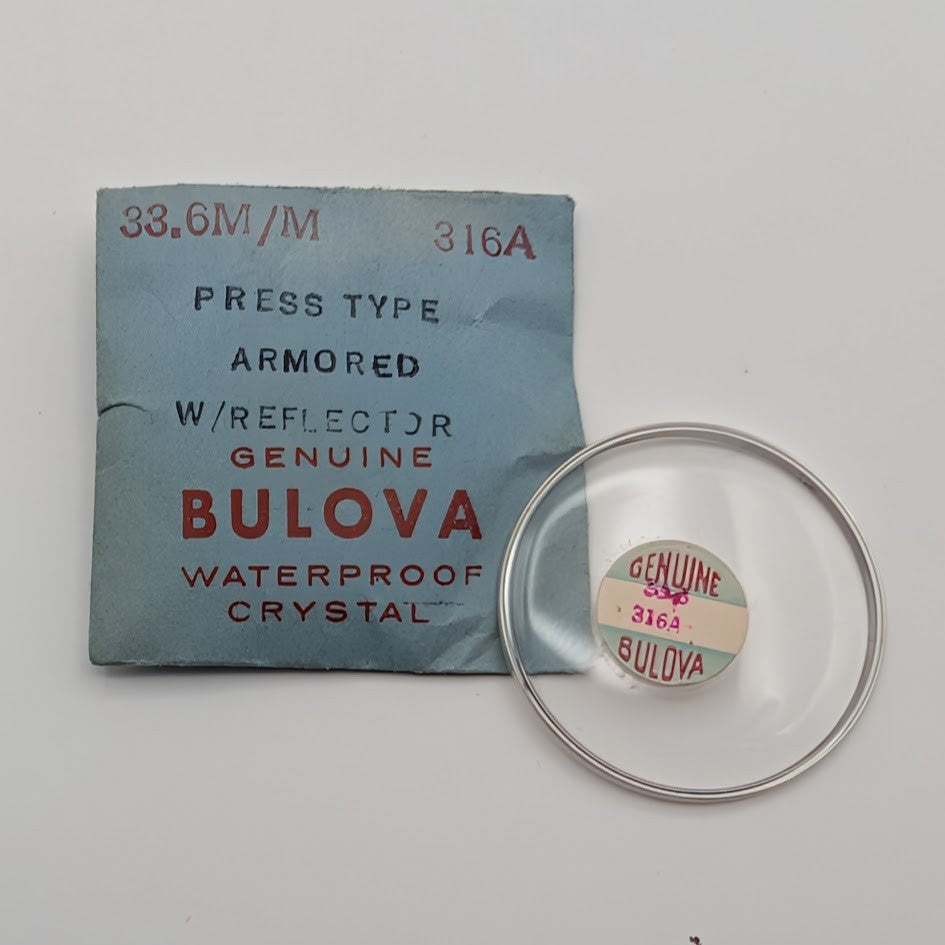 33.6M/M 316A
PRESS TYPE
ARMORED
W/REFLECTOR
GENUINE
BULOVA
WATERPROOF
CRYSTAL
GENUINE
316A
BULOVA